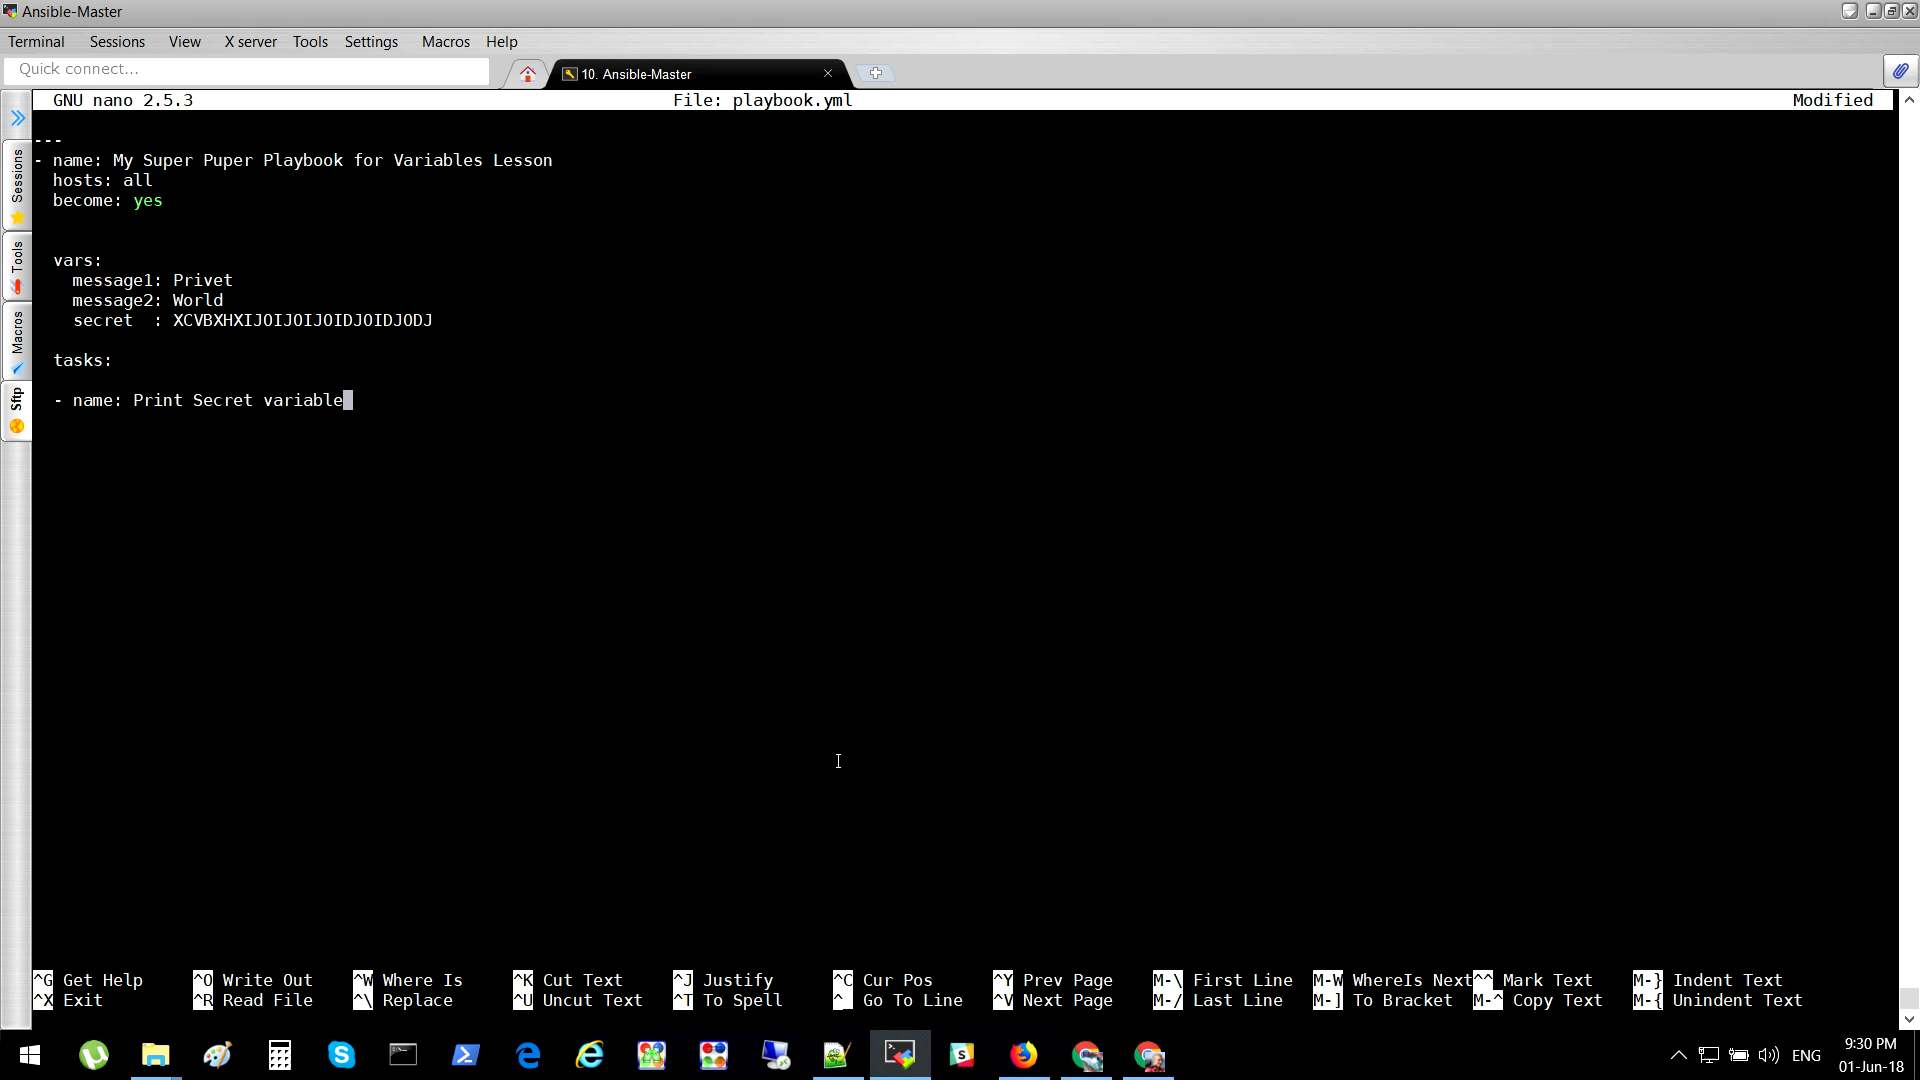 Ansible-Master
Terminal Sessions View X server Tools Settings Macros Help
Quick connect...
10. Ansible-Master
GNU nano 2.5.3 File: playbook.yml Modified
---
- name: My Super Puper Playbook for Variables Lesson
hosts: all
become: yes
vars:
message1: Privet
message2: World
secret : XCVBXHXIJOIJOIJOIDJOIDJODJ
tasks:
- name: Print Secret variable
Sessions
Tools
Macros
Sftp
^G Get Help ^O Write Out ^W Where Is ^K Cut Text ^J Justify ^C Cur Pos ^Y Prev Page M-\ First Line M-W WhereIs Next ^^ Mark Text M-} Indent Text
^X Exit ^R Read File ^\ Replace ^U Uncut Text ^T To Spell ^_ Go To Line ^V Next Page M-/ Last Line M-] To Bracket M-^ Copy Text M-{ Unindent Text
ENG
9:30 PM
01-Jun-18